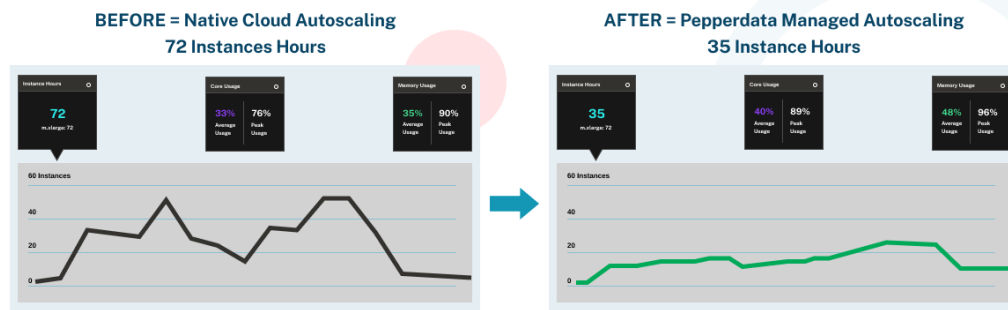 BEFORE = Native Cloud Autoscaling
72 Instances Hours
Instance Hours
72
m.xlarge: 72
Core Usage
33% 76%
Average Peak
Usage Usage
Memory Usage
35% 90%
Average Peak
Usage Usage
60 Instances
40
20
0
AFTER = Pepperdata Managed Autoscaling
35 Instance Hours
Instance Hours
35
m.xlarge: 72
Core Usage
40% 89%
Average Peak
Usage Usage
Memory Usage
48% 96%
Average Peak
Usage Usage
60 Instances
40
20
0